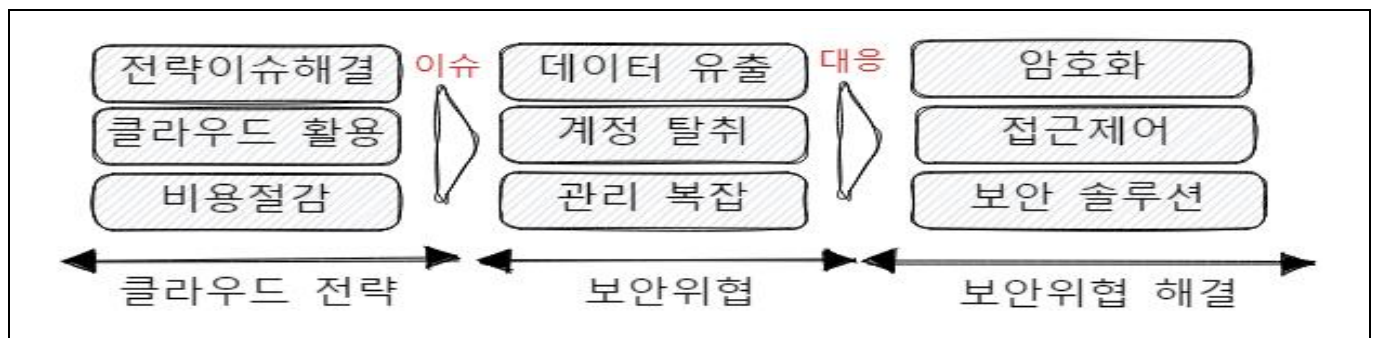 전략이슈해결
클라우드 활용
비용절감
클라우드 전략
이슈
데이터 유출
계정 탈취
관리 복잡
보안위협
대응
암호화
접근제어
보안 솔루션
보안위협 해결